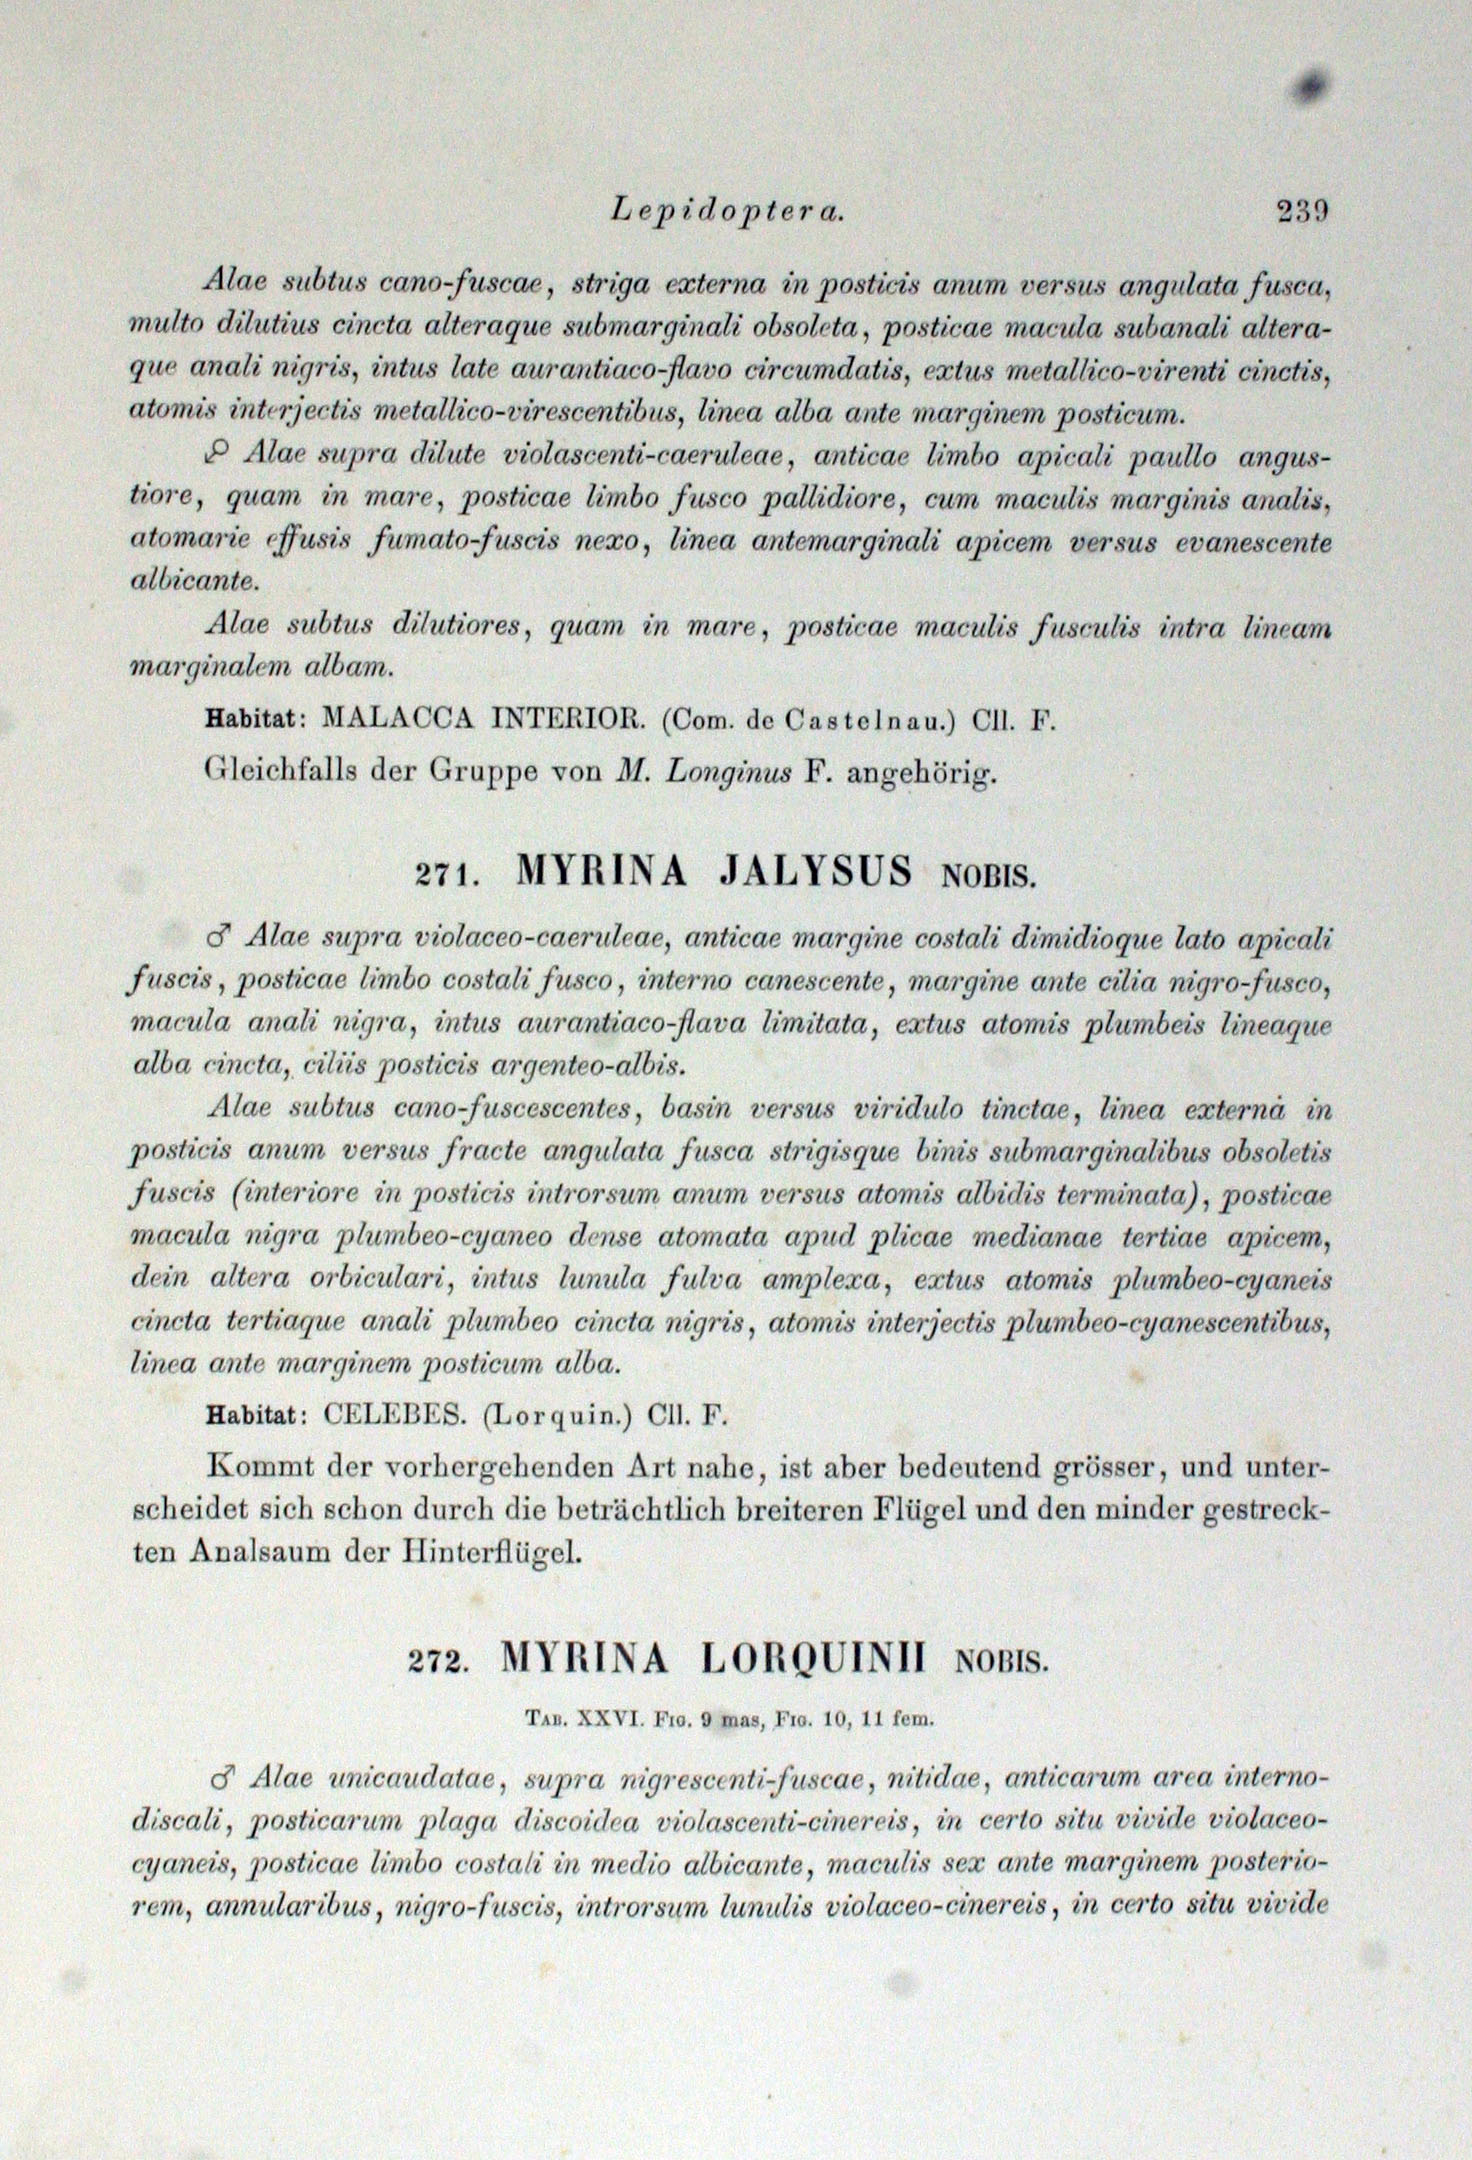 Lepidoptera. 239
Alae subtus cano-fuscae, striga externa in posticis anum versus angulata fusca,
multo dilutius cincta alteraque submarginali obsoleta, posticae macula subanali altera-
que anali nigris, intus late aurantiaco-flavo circumdatis, extus metallico-virenti cinctis,
atomis interjectis metallico-virescentibus, linea alba ante marginem posticum.
♀ Alae supra dilute violascenti-caeruleae, anticae limbo apicali paullo angus-
tiore, quam in mare, posticae limbo fusco pallidiore, cum maculis marginis analis,
atomarie effusis fumato-fuscis nexo, linea antemarginali apicem versus evanescente
albicante.
Alae subtus dilutiores, quam in mare, posticae maculis fusculis intra lineam
marginalem albam.
Habitat: MALACCA INTERIOR. (Com. de Castelnau.) Cll. F.
Gleichfalls der Gruppe von M. Longinus F. angehörig.
271. MYRINA JALYSUS NOBIS.
♂ Alae supra violaceo-caeruleae, anticae margine costali dimidioque lato apicali
fuscis, posticae limbo costali fusco, interno canescente, margine ante cilia nigro-fusco,
macula anali nigra, intus aurantiaco-flava limitata, extus atomis plumbeis lineaque
alba cincta, ciliis posticis argenteo-albis.
Alae subtus cano-fuscescentes, basin versus viridulo tinctae, linea externa in
posticis anum versus fracte angulata fusca strigisque binis submarginalibus obsoletis
fuscis (interiore in posticis introrsum anum versus atomis albidis terminata), posticae
macula nigra plumbeo-cyaneo dense atomata apud plicae medianae tertiae apicem,
dein altera orbiculari, intus lunula fulva amplexa, extus atomis plumbeo-cyaneis
cincta tertiaque anali plumbeo cincta nigris, atomis interjectis plumbeo-cyanescentibus,
linea ante marginem posticum alba.
Habitat: CELEBES. (Lorquin.) Cll. F.
Kommt der vorhergehenden Art nahe, ist aber bedeutend grösser, und unter-
scheidet sich schon durch die beträchtlich breiteren Flügel und den minder gestreck-
ten Analsaum der Hinterflügel.
272. MYRINA LORQUINII NOBIS.
TAB. XXVI. FIG. 9 mas, FIG. 10, 11 fem.
♂ Alae unicaudatae, supra nigrescenti-fuscae, nitidae, anticarum area interno-
discali, posticarum plaga discoidea violascenti-cinereis, in certo situ vivide violaceo-
cyaneis, posticae limbo costali in medio albicante, maculis sex ante marginem posterio-
rem, annularibus, nigro-fuscis, introrsum lunulis violaceo-cinereis, in certo situ vivide